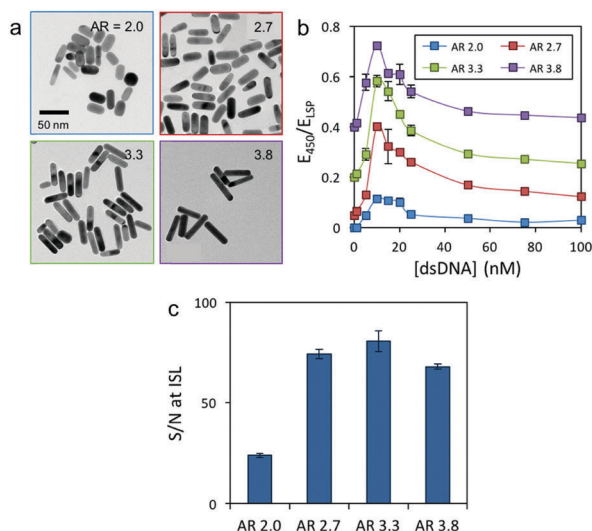 a
AR = 2.0
2.7
50 nm
3.3
3.8
b
0.8
0.6
0.4
0.2
0
E450/ELSP
AR 2.0 AR 2.7
AR 3.3 AR 3.8
0 20 40 60 80 100
[dsDNA] (nM)
c
100
50
0
S/N at ISL
AR 2.0 AR 2.7 AR 3.3 AR 3.8